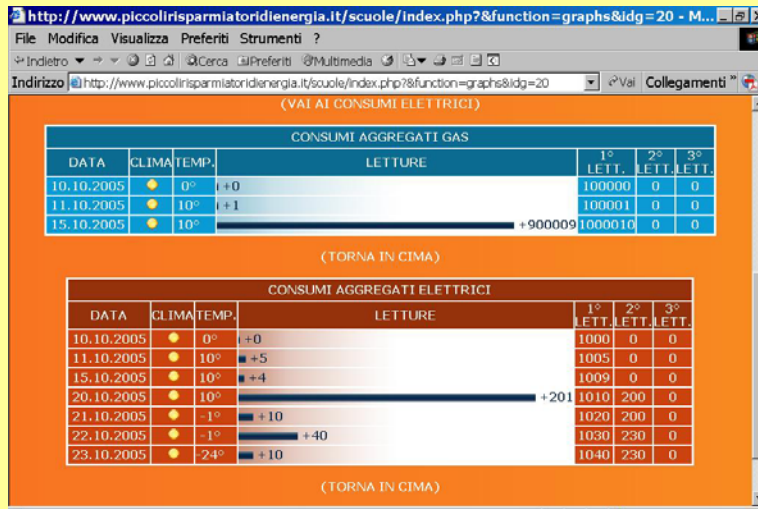 http://www.piccolirisparmiatoridienergia.it/scuole/index.php?&function=graphs&idg=20 - M...
File Modifica Visualizza Preferiti Strumenti ?
Indietro Cerca Preferiti Multimedia
Indirizzo http://www.piccolirisparmiatoridienergia.it/scuole/index.php?&function=graphs&idg=20 Vai Collegamenti »
(VAI AI CONSUMI ELETTRICI)
CONSUMI AGGREGATI GAS
DATA CLIMA TEMP. LETTURE 1° LETT. 2° LETT. 3° LETT.
10.10.2005 0° +0 100000 0 0
11.10.2005 10° +1 100001 0 0
15.10.2005 10° +900009 1000010 0 0
(TORNA IN CIMA)
CONSUMI AGGREGATI ELETTRICI
DATA CLIMA TEMP. LETTURE 1° LETT. 2° LETT. 3° LETT.
10.10.2005 0° +0 1000 0 0
11.10.2005 10° +5 1005 0 0
15.10.2005 10° +4 1009 0 0
20.10.2005 10° +201 1010 200 0
21.10.2005 -1° +10 1020 200 0
22.10.2005 -1° +40 1030 230 0
23.10.2005 -24° +10 1040 230 0
(TORNA IN CIMA)